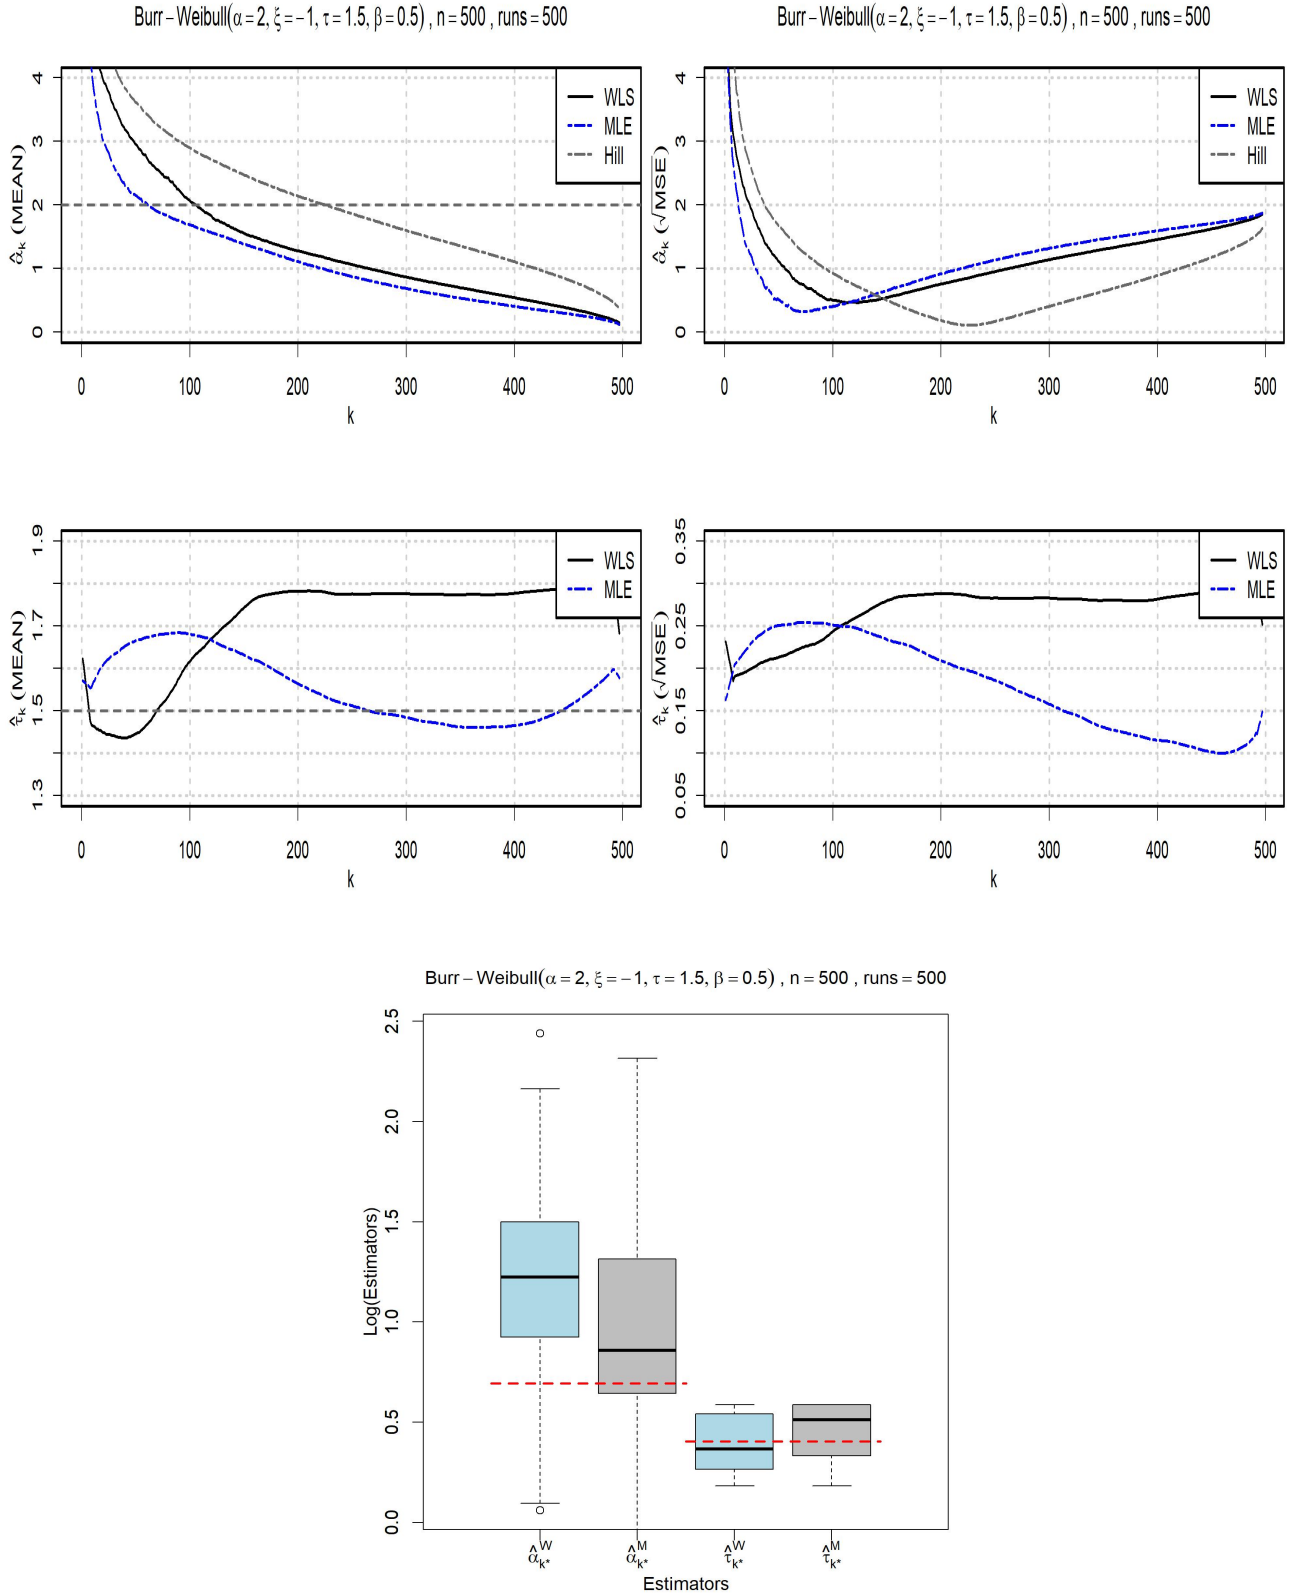 Burr − Weibull(α = 2, ξ = −1, τ = 1.5, β = 0.5) , n = 500 , runs = 500
Burr − Weibull(α = 2, ξ = −1, τ = 1.5, β = 0.5) , n = 500 , runs = 500
α̂k (MEAN)
4
3
2
1
0
WLS
MLE
Hill
0 100 200 300 400 500
k
α̂k (√MSE)
4
3
2
1
0
WLS
MLE
Hill
0 100 200 300 400 500
k
τ̂k (MEAN)
1.9
1.7
1.5
1.3
WLS
MLE
0 100 200 300 400 500
k
τ̂k (√MSE)
0.35
0.25
0.15
0.05
WLS
MLE
0 100 200 300 400 500
k
Burr − Weibull(α = 2, ξ = −1, τ = 1.5, β = 0.5) , n = 500 , runs = 500
Log(Estimators)
2.5
2.0
1.5
1.0
0.5
0.0
α̂k*W α̂k*M τ̂k*W τ̂k*M
Estimators